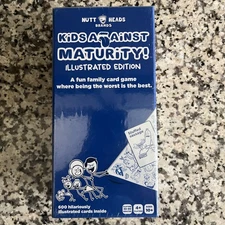 NUTT HEADS
BRANDS
KiDS AGAINST
MATURiTY!
ILLUSTRATED EDITION
A fun family card game
where being the worst is the best.
600 hilariously
illustrated cards inside